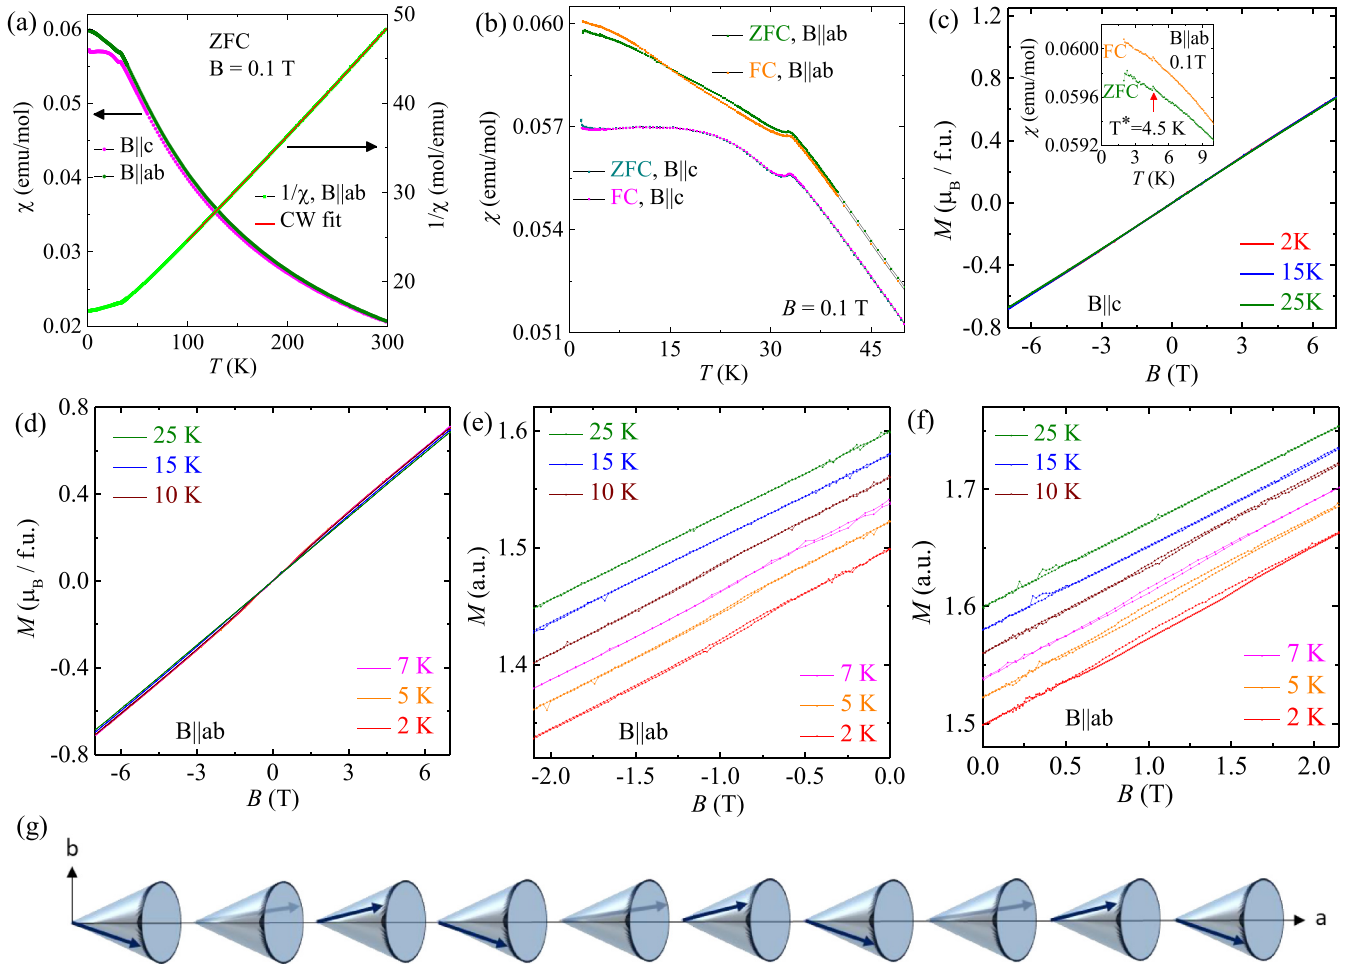 (a)
ZFC
B = 0.1 T
B||c
B||ab
1/χ, B||ab
CW fit
χ (emu/mol)
1/χ (mol/emu)
0.06
0.05
0.04
0.03
0.02
50
40
30
20
0 100 200 300
T (K)
(b)
ZFC, B||ab
FC, B||ab
ZFC, B||c
FC, B||c
B = 0.1 T
χ (emu/mol)
0.060
0.057
0.054
0.051
0 15 30 45
T (K)
(c)
M (μB / f.u.)
1.2
0.8
0.4
0.0
-0.4
-0.8
χ (emu/mol)
0.0600
0.0596
0.0592
B||ab
0.1T
FC
ZFC
T*=4.5 K
0 3 6 9
T (K)
2K
15K
25K
B||c
-6 -3 0 3 6
B (T)
(d)
25 K
15 K
10 K
7 K
5 K
2 K
B||ab
M (μB / f.u.)
0.8
0.4
0.0
-0.4
-0.8
-6 -3 0 3 6
B (T)
(e)
25 K
15 K
10 K
7 K
5 K
2 K
B||ab
M (a.u.)
1.6
1.5
1.4
-2.0 -1.5 -1.0 -0.5 0.0
B (T)
(f)
25 K
15 K
10 K
7 K
5 K
2 K
B||ab
M (a.u.)
1.7
1.6
1.5
0.0 0.5 1.0 1.5 2.0
B (T)
(g)
b
a